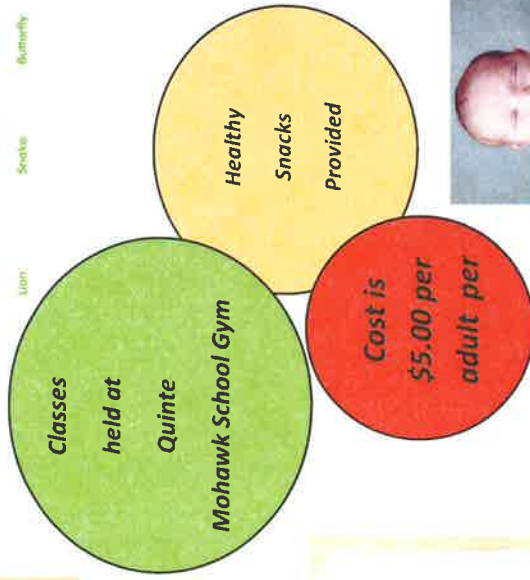 Lion Snake Butterfly
Classes
held at
Quinte
Mohawk School Gym
Healthy
Snacks
Provided
Cost is
$5.00 per
adult per